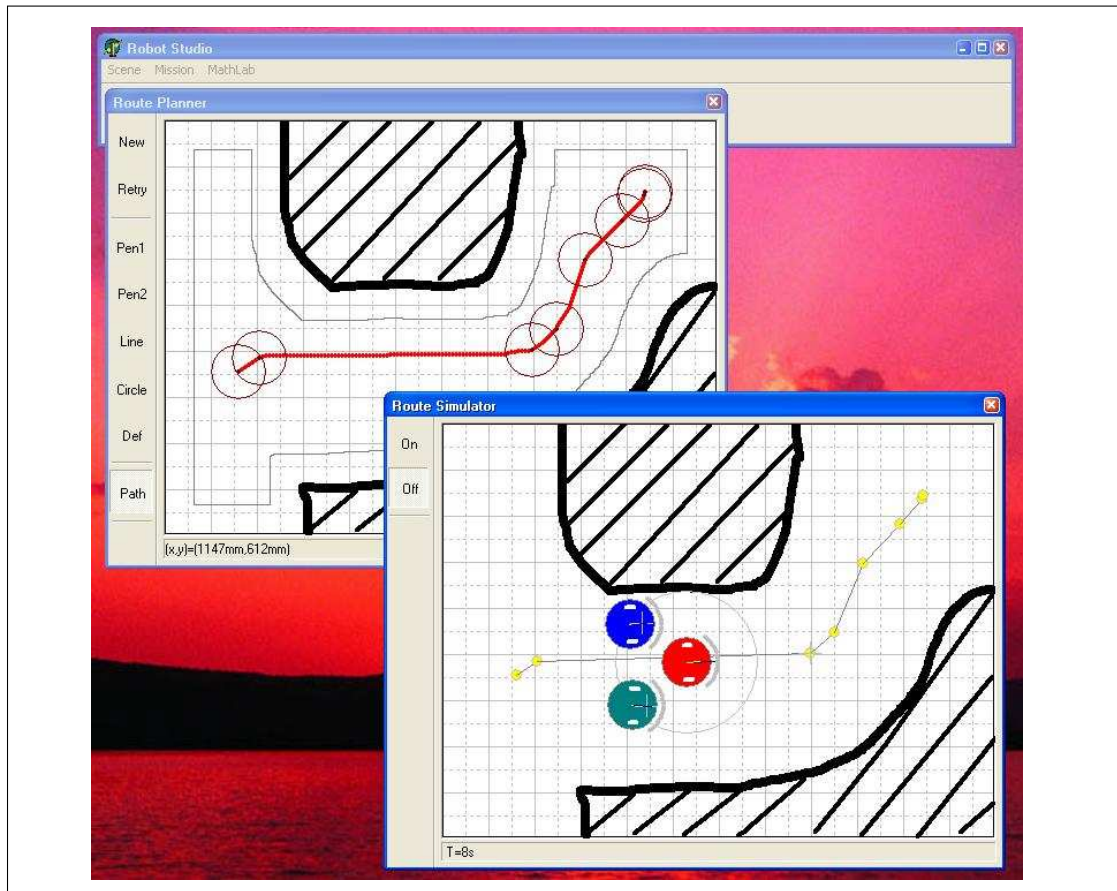 Robot Studio
Scene Mission MathLab
Route Planner
New
Retry
Pen1
Pen2
Line
Circle
Def
Path
(x,y)=(1147mm,612mm)
Route Simulator
On
Off
T=8s